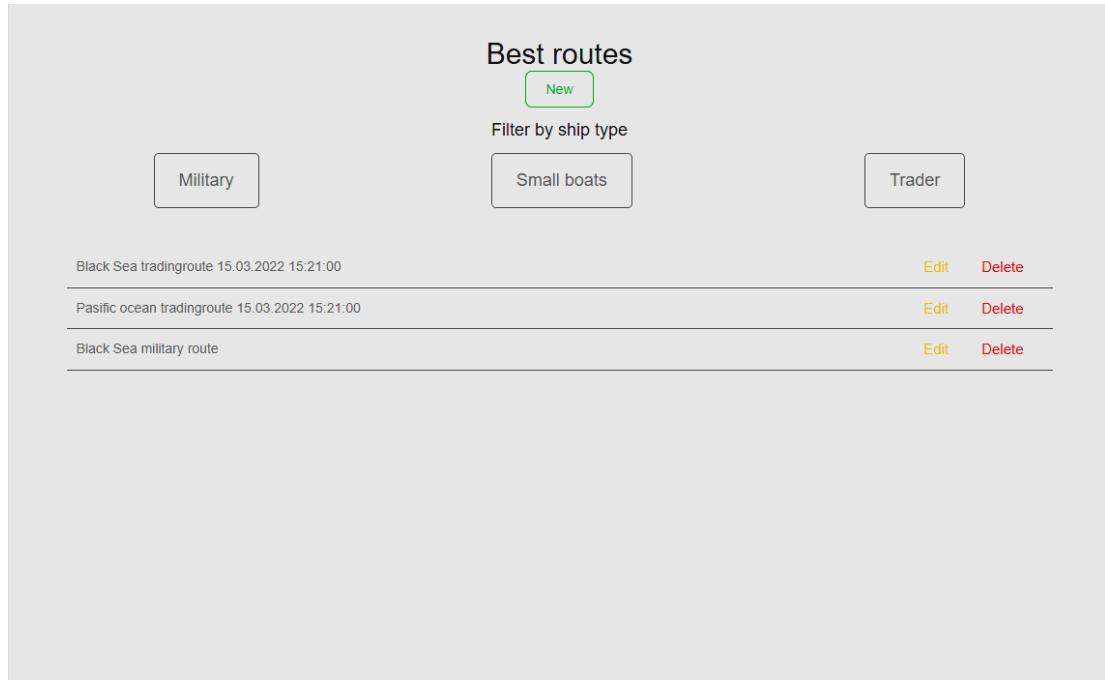 Best routes
New
Filter by ship type
Military Small boats Trader
Black Sea tradingroute 15.03.2022 15:21:00 Edit Delete
Pasific ocean tradingroute 15.03.2022 15:21:00 Edit Delete
Black Sea military route Edit Delete